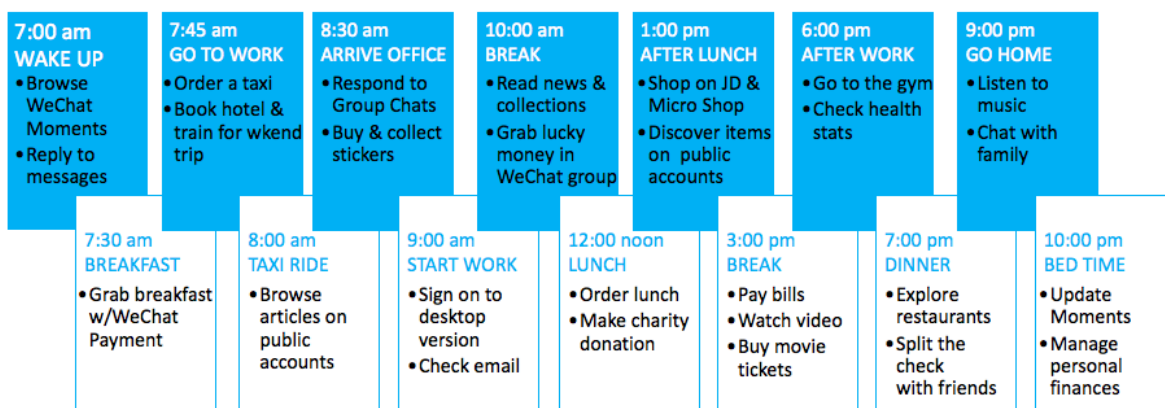 7:00 am
WAKE UP
•Browse
WeChat
Moments
•Reply to
messages
7:45 am
GO TO WORK
•Order a taxi
•Book hotel &
train for wkend
trip
8:30 am
ARRIVE OFFICE
•Respond to
Group Chats
•Buy & collect
stickers
10:00 am
BREAK
•Read news &
collections
•Grab lucky
money in
WeChat group
1:00 pm
AFTER LUNCH
•Shop on JD &
Micro Shop
•Discover items
on public
accounts
6:00 pm
AFTER WORK
•Go to the gym
•Check health
stats
9:00 pm
GO HOME
•Listen to
music
•Chat with
family
7:30 am
BREAKFAST
•Grab breakfast
w/WeChat
Payment
8:00 am
TAXI RIDE
•Browse
articles on
public
accounts
9:00 am
START WORK
•Sign on to
desktop
version
•Check email
12:00 noon
LUNCH
•Order lunch
•Make charity
donation
3:00 pm
BREAK
•Pay bills
•Watch video
•Buy movie
tickets
7:00 pm
DINNER
•Explore
restaurants
•Split the
check
with friends
10:00 pm
BED TIME
•Update
Moments
•Manage
personal
finances